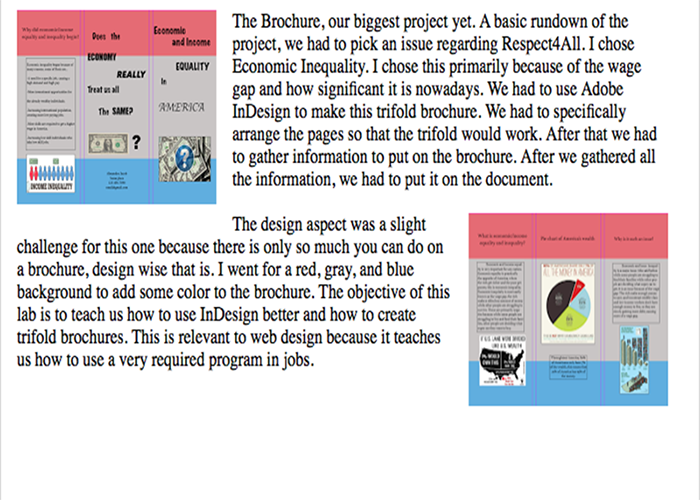 Why did economic become
equality and inequality begin?
Does the
ECONOMY
REALLY
Treat us all
The SAME?
?
Economic
and Income
EQUALITY
In
AMERICA
INCOME INEQUALITY
The Brochure, our biggest project yet. A basic rundown of the
project, we had to pick an issue regarding Respect4All. I chose
Economic Inequality. I chose this primarily because of the wage
gap and how significant it is nowadays. We had to use Adobe
InDesign to make this trifold brochure. We had to specifically
arrange the pages so that the trifold would work. After that we had
to gather information to put on the brochure. After we gathered all
the information, we had to put it on the document.
The design aspect was a slight
challenge for this one because there is only so much you can do on
a brochure, design wise that is. I went for a red, gray, and blue
background to add some color to the brochure. The objective of this
lab is to teach us how to use InDesign better and how to create
trifold brochures. This is relevant to web design because it teaches
us how to use a very required program in jobs.
What is economic become
equality and inequality?
The chart of American wealth
Why is it such an issue?
ALL THE MONEY IN AMERICA
IF U.S. LAND WERE DIVIDED
LIKE U.S. WEALTH